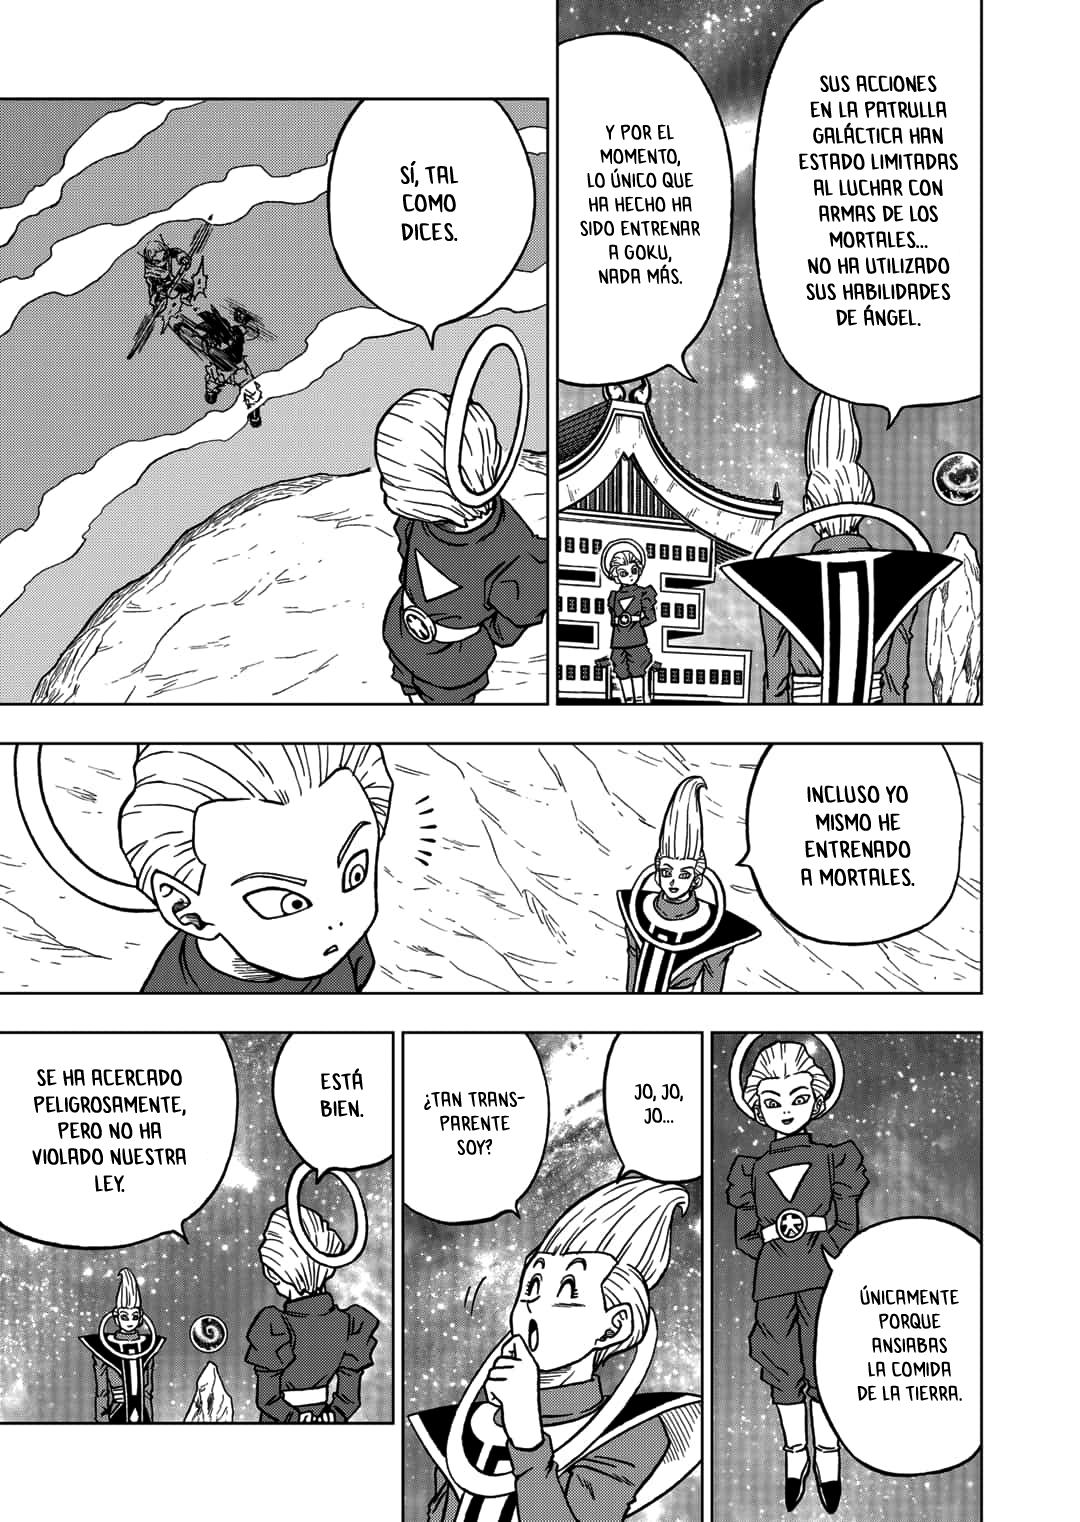 SUS ACCIONES
EN LA PATRULLA
GALÁCTICA HAN
ESTADO LIMITADAS
AL LUCHAR CON
ARMAS DE LOS
MORTALES...
NO HA UTILIZADO
SUS HABILIDADES
DE ÁNGEL.
Y POR EL
MOMENTO,
LO ÚNICO QUE
HA HECHO HA
SIDO ENTRENAR
A GOKU,
NADA MÁS.
SÍ, TAL
COMO
DICES.
INCLUSO YO
MISMO HE
ENTRENADO
A MORTALES.
ÚNICAMENTE
PORQUE
ANSIABAS
LA COMIDA
DE LA TIERRA.
JO, JO,
JO...
¿TAN TRANS-
PARENTE
SOY?
ESTÁ
BIEN.
SE HA ACERCADO
PELIGROSAMENTE,
PERO NO HA
VIOLADO NUESTRA
LEY.